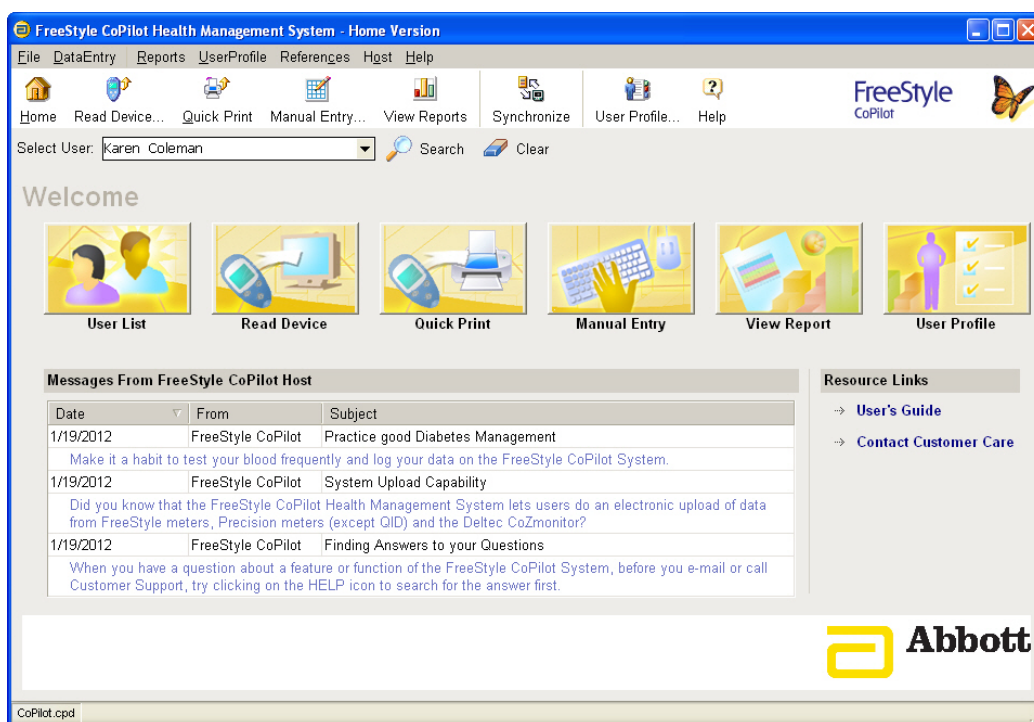 FreeStyle CoPilot Health Management System - Home Version
File DataEntry Reports UserProfile References Host Help
Home Read Device... Quick Print Manual Entry... View Reports Synchronize User Profile... Help
FreeStyle
CoPilot
Select User: Karen Coleman Search Clear
Welcome
User List Read Device Quick Print Manual Entry View Report User Profile
Messages From FreeStyle CoPilot Host
Date From Subject
1/19/2012 FreeStyle CoPilot Practice good Diabetes Management
Make it a habit to test your blood frequently and log your data on the FreeStyle CoPilot System.
1/19/2012 FreeStyle CoPilot System Upload Capability
Did you know that the FreeStyle CoPilot Health Management System lets users do an electronic upload of data
from FreeStyle meters, Precision meters (except QID) and the Deltec CoZmonitor?
1/19/2012 FreeStyle CoPilot Finding Answers to your Questions
When you have a question about a feature or function of the FreeStyle CoPilot System, before you e-mail or call
Customer Support, try clicking on the HELP icon to search for the answer first.
Resource Links
User's Guide
Contact Customer Care
Abbott
CoPilot.cpd